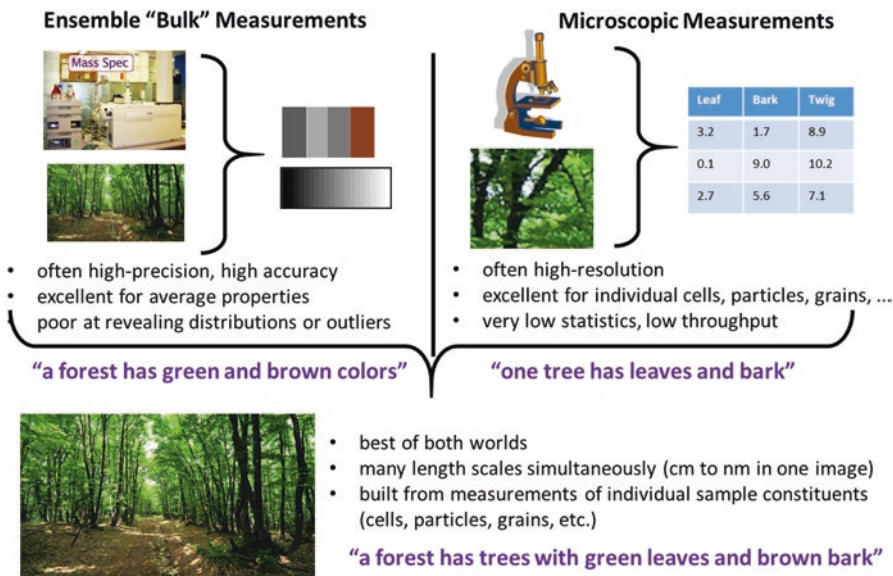 Ensemble “Bulk” Measurements
Mass Spec
• often high-precision, high accuracy
• excellent for average properties
• poor at revealing distributions or outliers
“a forest has green and brown colors”
Microscopic Measurements
Leaf Bark Twig
3.2 1.7 8.9
0.1 9.0 10.2
2.7 5.6 7.1
• often high-resolution
• excellent for individual cells, particles, grains, ...
• very low statistics, low throughput
“one tree has leaves and bark”
• best of both worlds
• many length scales simultaneously (cm to nm in one image)
• built from measurements of individual sample constituents
(cells, particles, grains, etc.)
“a forest has trees with green leaves and brown bark”